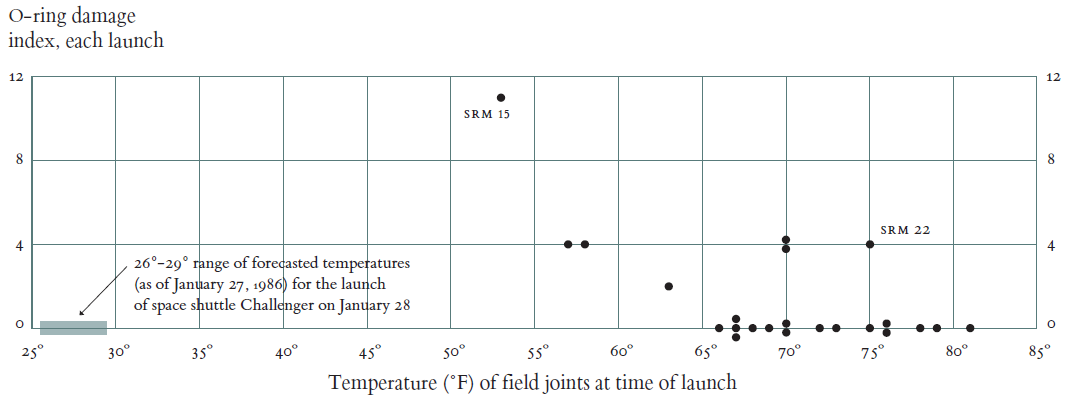 O-ring damage
index, each launch
12 12
SRM 15
8 8
SRM 22
4 4
26°–29° range of forecasted temperatures
(as of January 27, 1986) for the launch
of space shuttle Challenger on January 28
0 0
25° 30° 35° 40° 45° 50° 55° 60° 65° 70° 75° 80° 85°
Temperature (°F) of field joints at time of launch